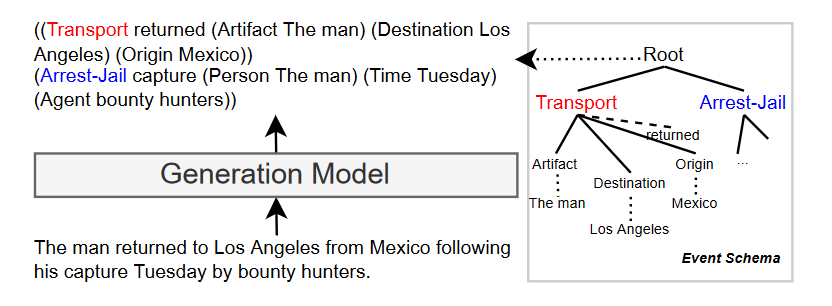 ((Transport returned (Artifact The man) (Destination Los
Angeles) (Origin Mexico))
(Arrest-Jail capture (Person The man) (Time Tuesday)
(Agent bounty hunters))
Generation Model
The man returned to Los Angeles from Mexico following
his capture Tuesday by bounty hunters.
Root
Transport
Arrest-Jail
returned
Artifact
Origin
...
Destination
The man
Mexico
Los Angeles
Event Schema